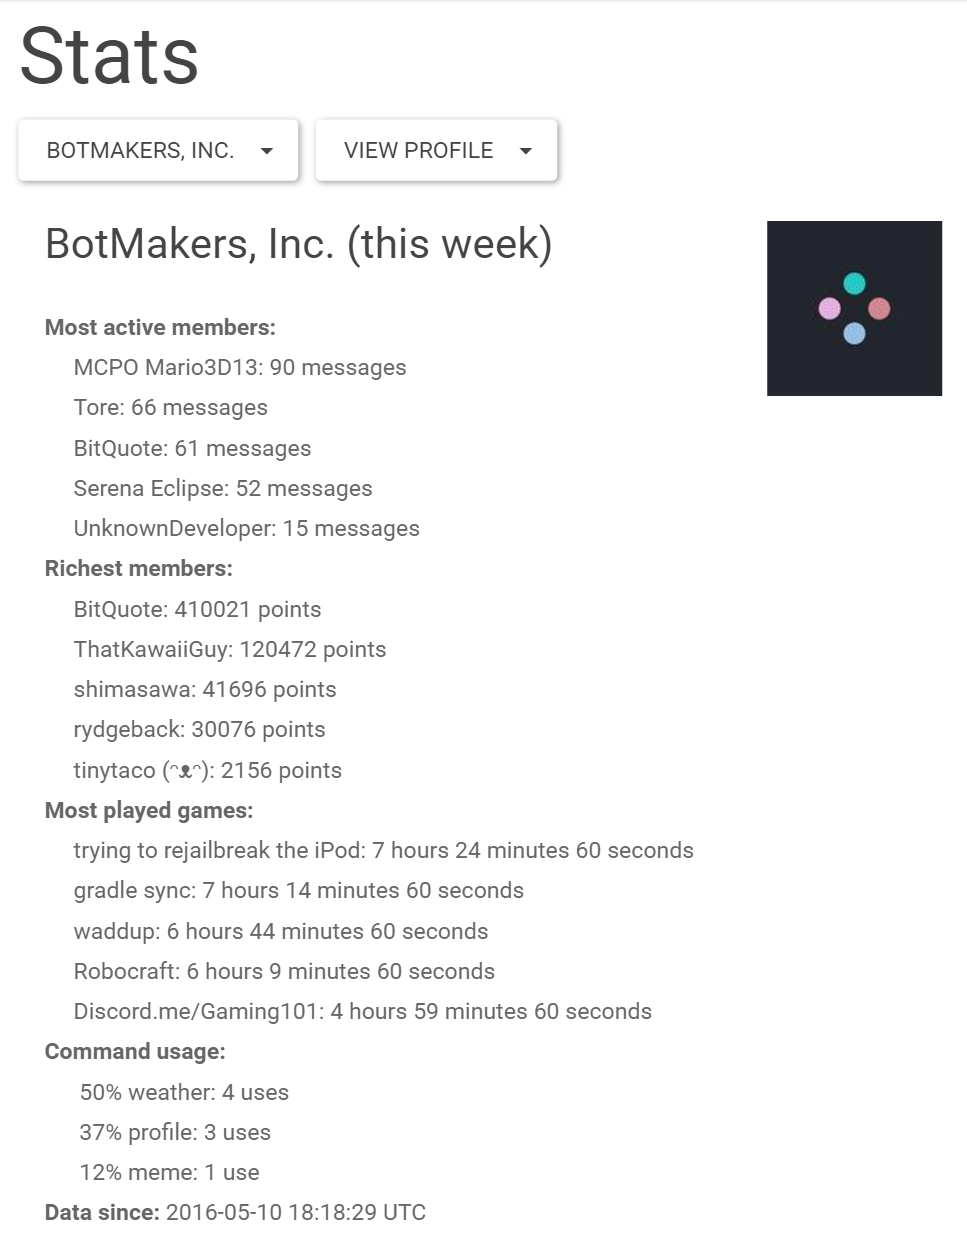 Stats
BOTMAKERS, INC. VIEW PROFILE
BotMakers, Inc. (this week)
Most active members:
MCPO Mario3D13: 90 messages
Tore: 66 messages
BitQuote: 61 messages
Serena Eclipse: 52 messages
UnknownDeveloper: 15 messages
Richest members:
BitQuote: 410021 points
ThatKawaiiGuy: 120472 points
shimasawa: 41696 points
rydgeback: 30076 points
tinytaco (ᵔᴥᵔ): 2156 points
Most played games:
trying to rejailbreak the iPod: 7 hours 24 minutes 60 seconds
gradle sync: 7 hours 14 minutes 60 seconds
waddup: 6 hours 44 minutes 60 seconds
Robocraft: 6 hours 9 minutes 60 seconds
Discord.me/Gaming101: 4 hours 59 minutes 60 seconds
Command usage:
50% weather: 4 uses
37% profile: 3 uses
12% meme: 1 use
Data since: 2016-05-10 18:18:29 UTC